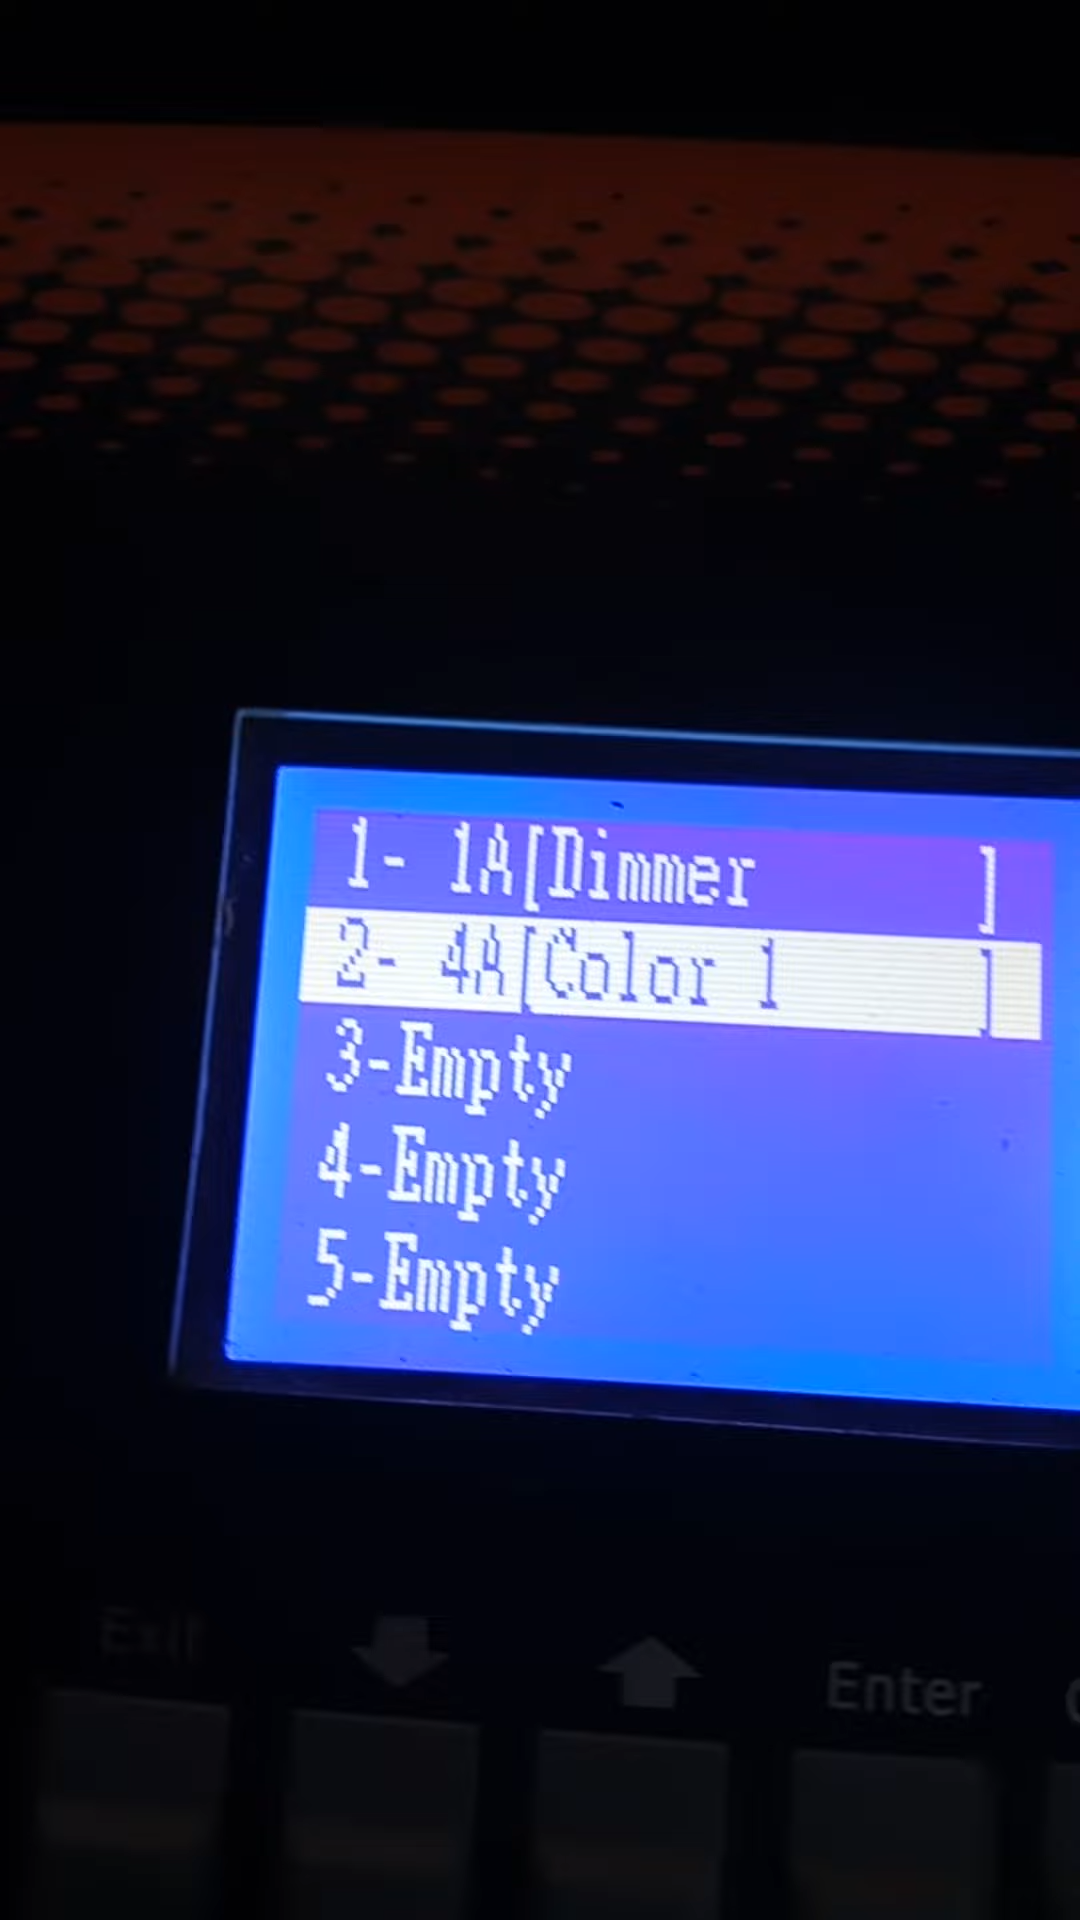 1- 1A[Dimmer ]
2- 4A[Color 1 ]
3-Empty
4-Empty
5-Empty
Exit
Enter